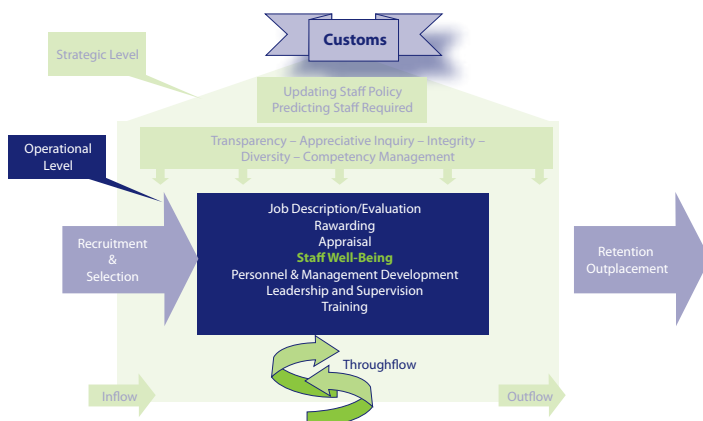 Customs
Strategic Level
Updating Staff Policy
Predicting Staff Required
Transparency – Appreciative Inquiry – Integrity –
Diversity – Competency Management
Operational
Level
Job Description/Evaluation
Rawarding
Appraisal
Staff Well-Being
Personnel & Management Development
Leadership and Supervision
Training
Recruitment
&
Selection
Retention
Outplacement
Throughflow
Inflow
Outflow